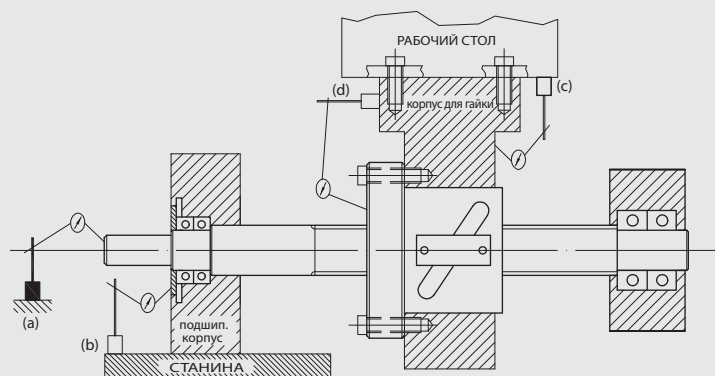 РАБОЧИЙ СТОЛ
(d)
(c)
корпус для гайки
(a)
(b)
подшип.
корпус
СТАНИНА